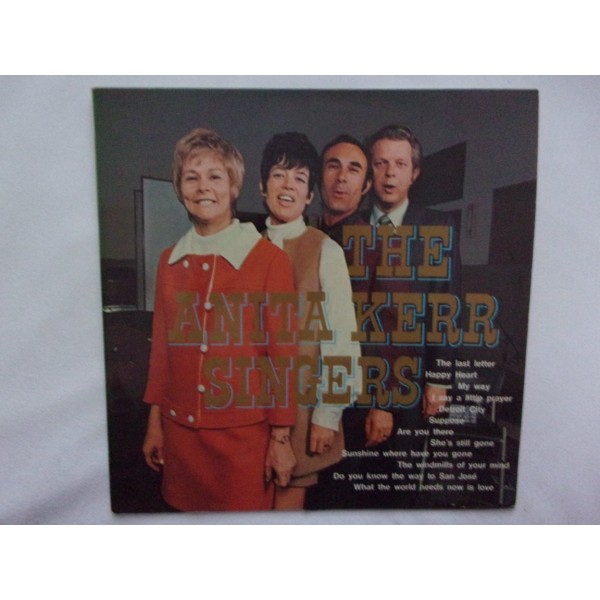 THE
ANITA KERR
SINGERS
The last letter
Happy Heart
My way
I say a little prayer
Detroit City
Suppose
Are you there
She's still gone
Sunshine where have you gone
The windmills of your mind
Do you know the way to San José
What the world needs now is love